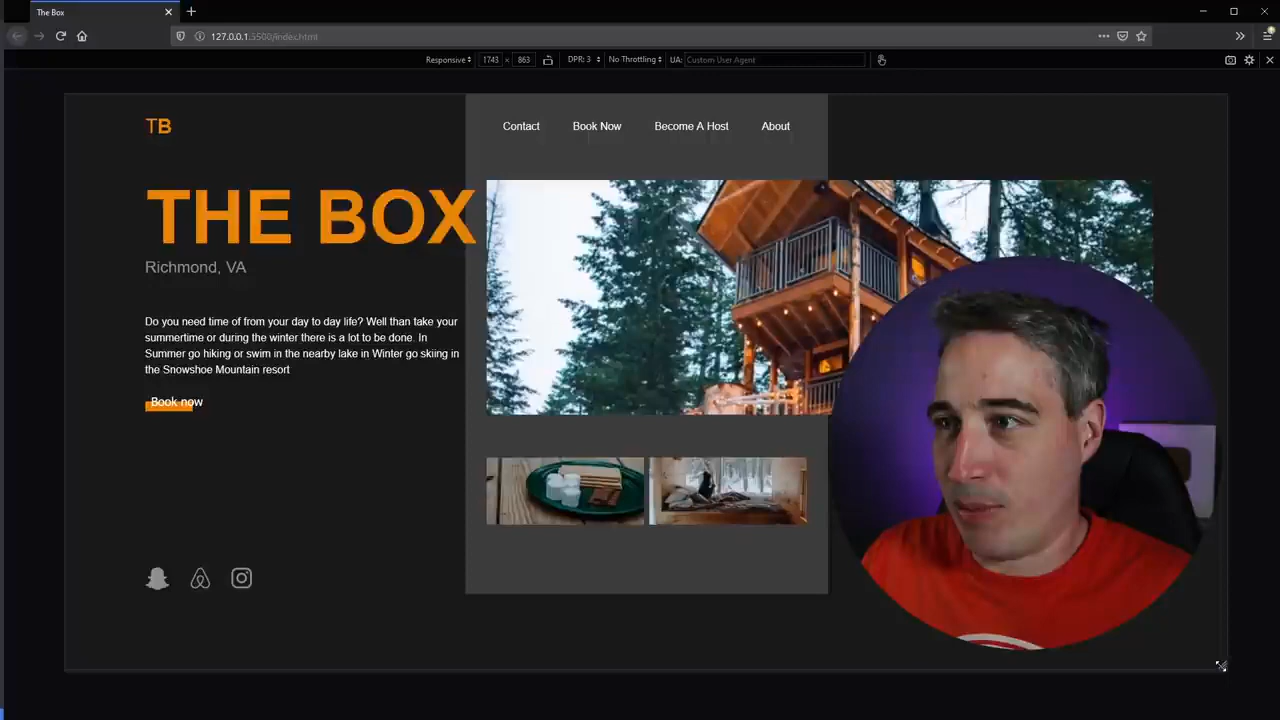 The Box
127.0.0.1:5500/index.html
Responsive 1743 × 863 DPR: 3 No Throttling UA: Custom User Agent
TB
Contact Book Now Become A Host About
THE BOX
Richmond, VA
Do you need time of from your day to day life? Well than take your
summertime or during the winter there is a lot to be done. In
Summer go hiking or swim in the nearby lake in Winter go skiing in
the Snowshoe Mountain resort
Book now